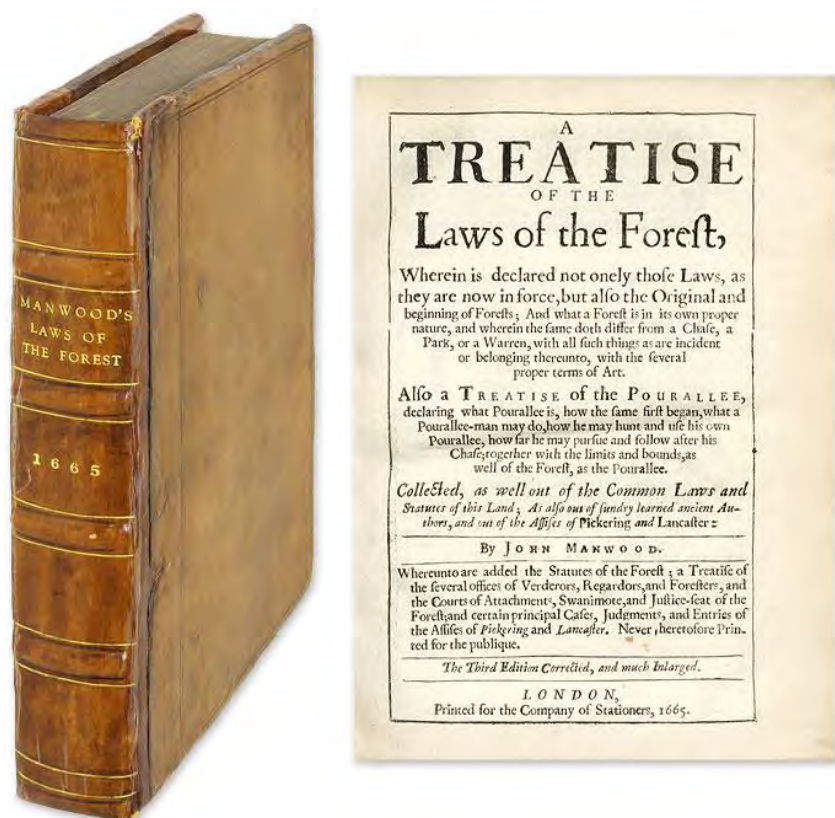 MANWOOD'S
LAWS OF
THE FOREST
1665
A
TREATISE
OF THE
Laws of the Foreſt,
Wherein is declared not onely thoſe Laws, as
they are now in force, but alſo the Original and
beginning of Foreſts; And what a Foreſt is in its own proper
nature, and wherein the ſame doth differ from a Chaſe, a
Park, or a Warren, with all ſuch things as are incident
or belonging thereunto, with the ſeveral
proper terms of Art.
Alſo a TREATISE of the POURALLEE,
declaring what Pourallee is, how the ſame firſt began, what a
Pourallee-man may do, how he may hunt and uſe his own
Pourallee, how far he may purſue and follow after his
Chaſe; together with the limits and bounds, as
well of the Foreſt, as the Pourallee.
Collected, as well out of the Common Laws and
Statutes of this Land; As alſo out of ſundry learned ancient Au-
thors, and out of the Aſſiſes of Pickering and Lancaſter:
By JOHN MANWOOD.
Whereunto are added the Statutes of the Foreſt; a Treatiſe of
the ſeveral offices of Verderors, Regardors, and Foreſters, and
the Courts of Attachments, Swanimote, and Juſtice-ſeat of the
Foreſt; and certain principal Caſes, Judgments, and Entries of
the Aſſiſes of Pickering and Lancaſter. Never heretofore Prin-
ted for the publique.
The Third Edition Corrected, and much Inlarged.
LONDON,
Printed for the Company of Stationers, 1665.